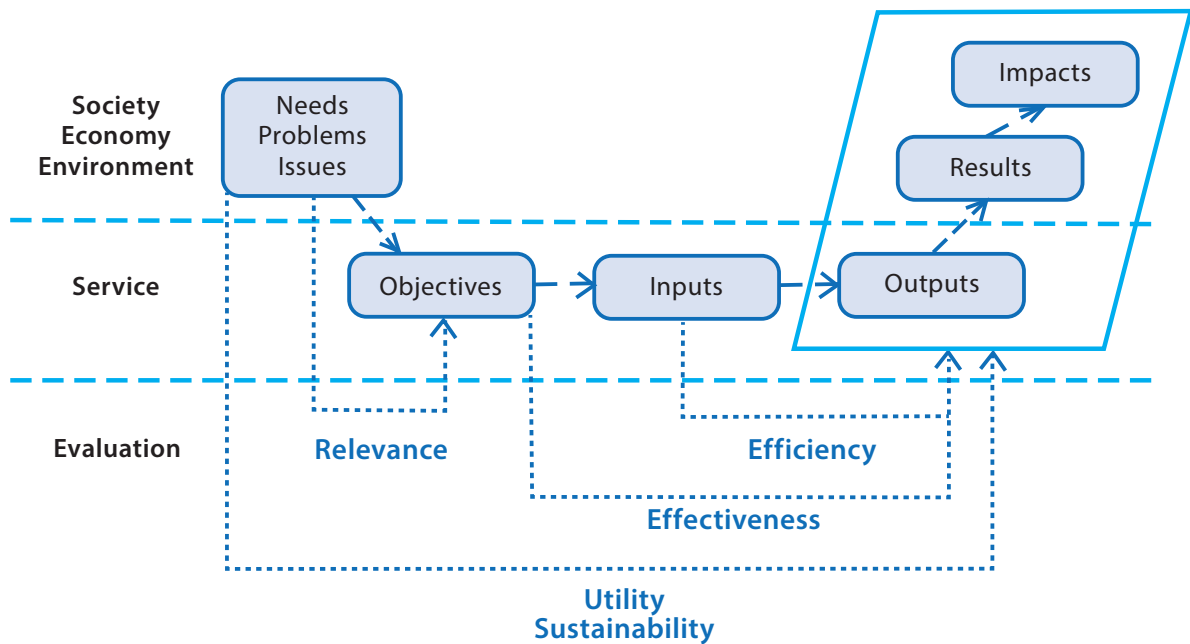 Society
Economy
Environment
Needs
Problems
Issues
Impacts
Results
Service
Objectives
Inputs
Outputs
Evaluation
Relevance
Efficiency
Effectiveness
Utility
Sustainability